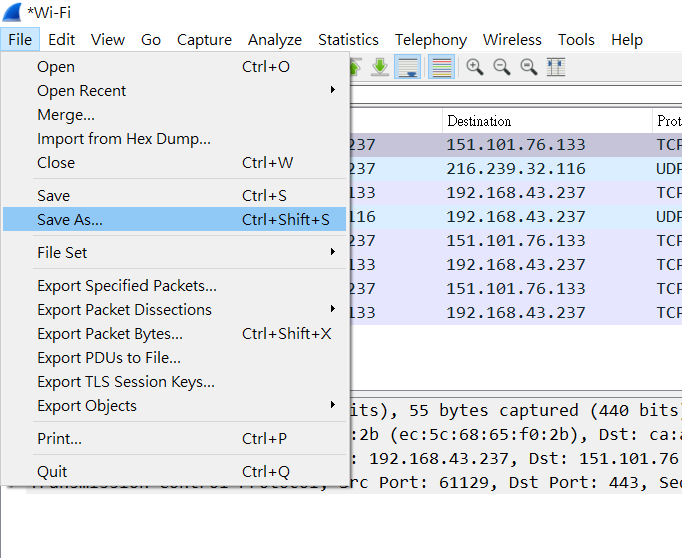 *Wi-Fi
File Edit View Go Capture Analyze Statistics Telephony Wireless Tools Help
Open Ctrl+O
Open Recent
Merge...
Import from Hex Dump...
Close Ctrl+W
Save Ctrl+S
Save As... Ctrl+Shift+S
File Set
Export Specified Packets...
Export Packet Dissections
Export Packet Bytes... Ctrl+Shift+X
Export PDUs to File...
Export TLS Session Keys...
Export Objects
Print... Ctrl+P
Quit Ctrl+Q
Destination Prot
237 151.101.76.133 TCP
237 216.239.32.116 UDP
133 192.168.43.237 TCP
116 192.168.43.237 UDP
237 151.101.76.133 TCP
133 192.168.43.237 TCP
237 151.101.76.133 TCP
133 192.168.43.237 TCP
its), 55 bytes captured (440 bits)
:2b (ec:5c:68:65:f0:2b), Dst: ca:a
: 192.168.43.237, Dst: 151.101.76
Src Port: 61129, Dst Port: 443, Seq